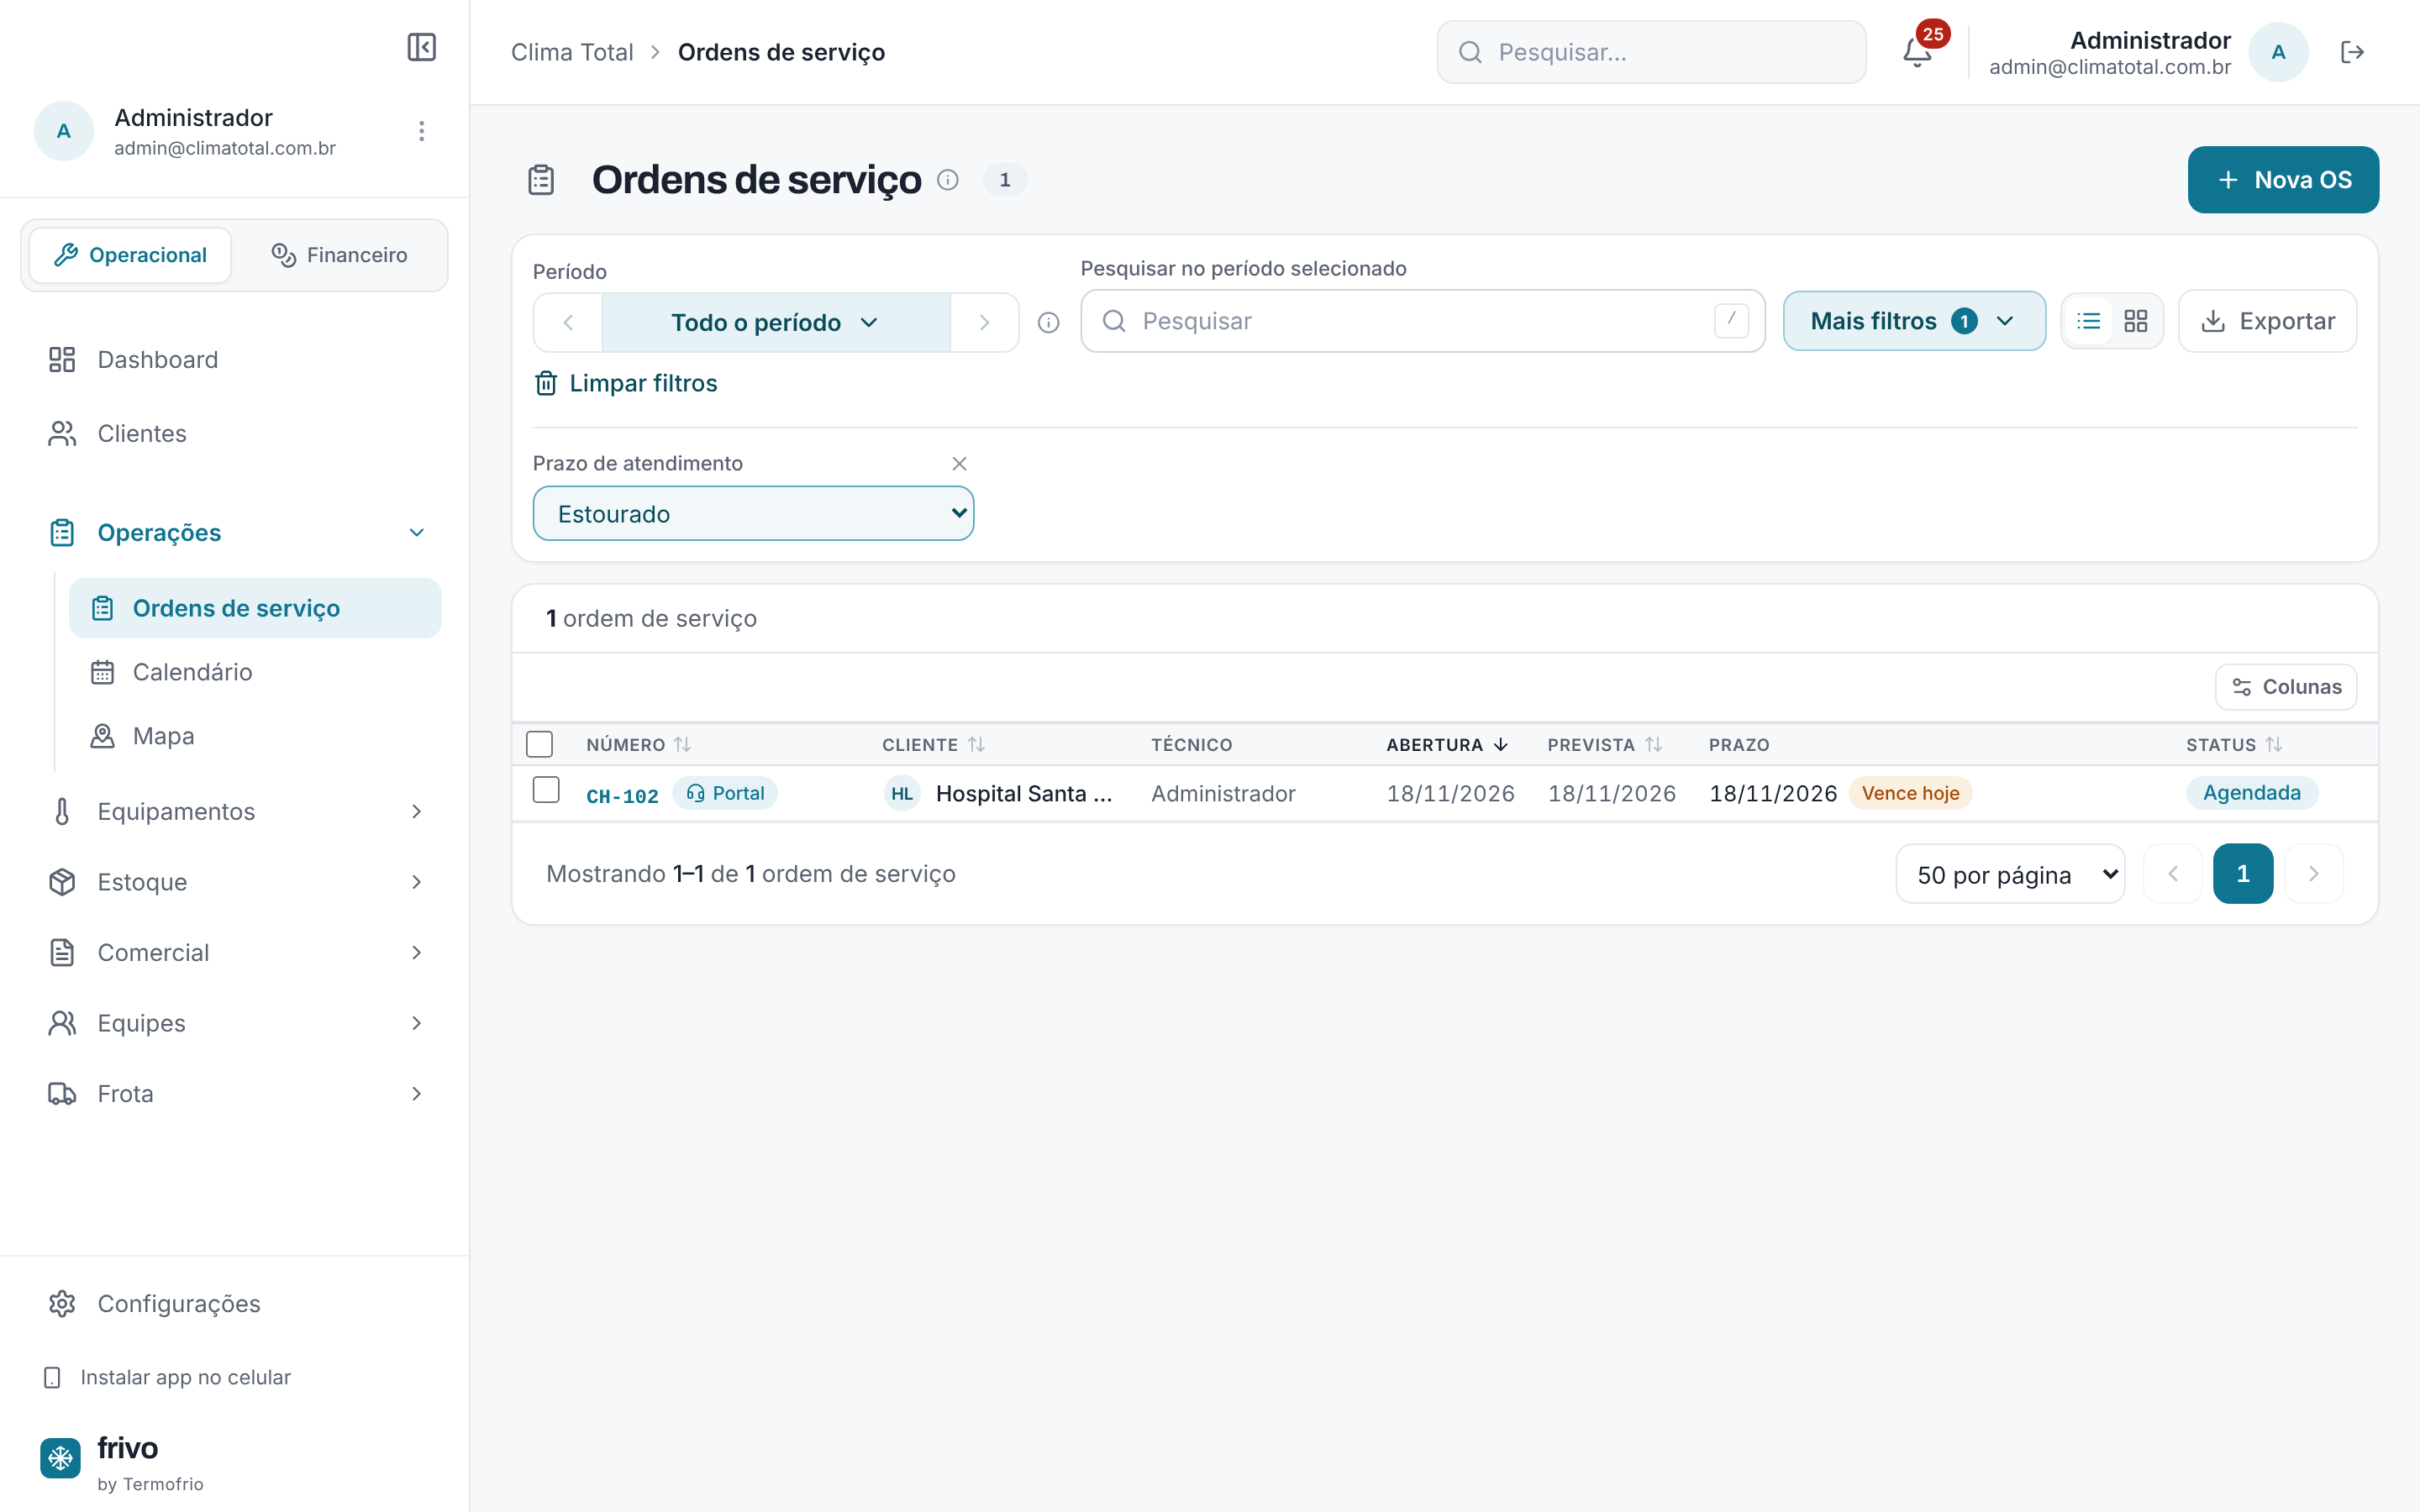 A
Administrador
admin@climatotal.com.br
Operacional
Financeiro
Dashboard
Clientes
Operações
Ordens de serviço
Calendário
Mapa
Equipamentos
Estoque
Comercial
Equipes
Frota
Configurações
Instalar app no celular
frivo
by Termofrio
Clima Total > Ordens de serviço
Pesquisar...
25
Administrador
admin@climatotal.com.br
A
Ordens de serviço 1
+ Nova OS
Período
Todo o período
Pesquisar no período selecionado
Pesquisar /
Mais filtros 1
Exportar
Limpar filtros
Prazo de atendimento
Estourado
1 ordem de serviço
Colunas
NÚMERO CLIENTE TÉCNICO ABERTURA PREVISTA PRAZO STATUS
CH-102 Portal HL Hospital Santa ... Administrador 18/11/2026 18/11/2026 18/11/2026 Vence hoje Agendada
Mostrando 1–1 de 1 ordem de serviço
50 por página
1